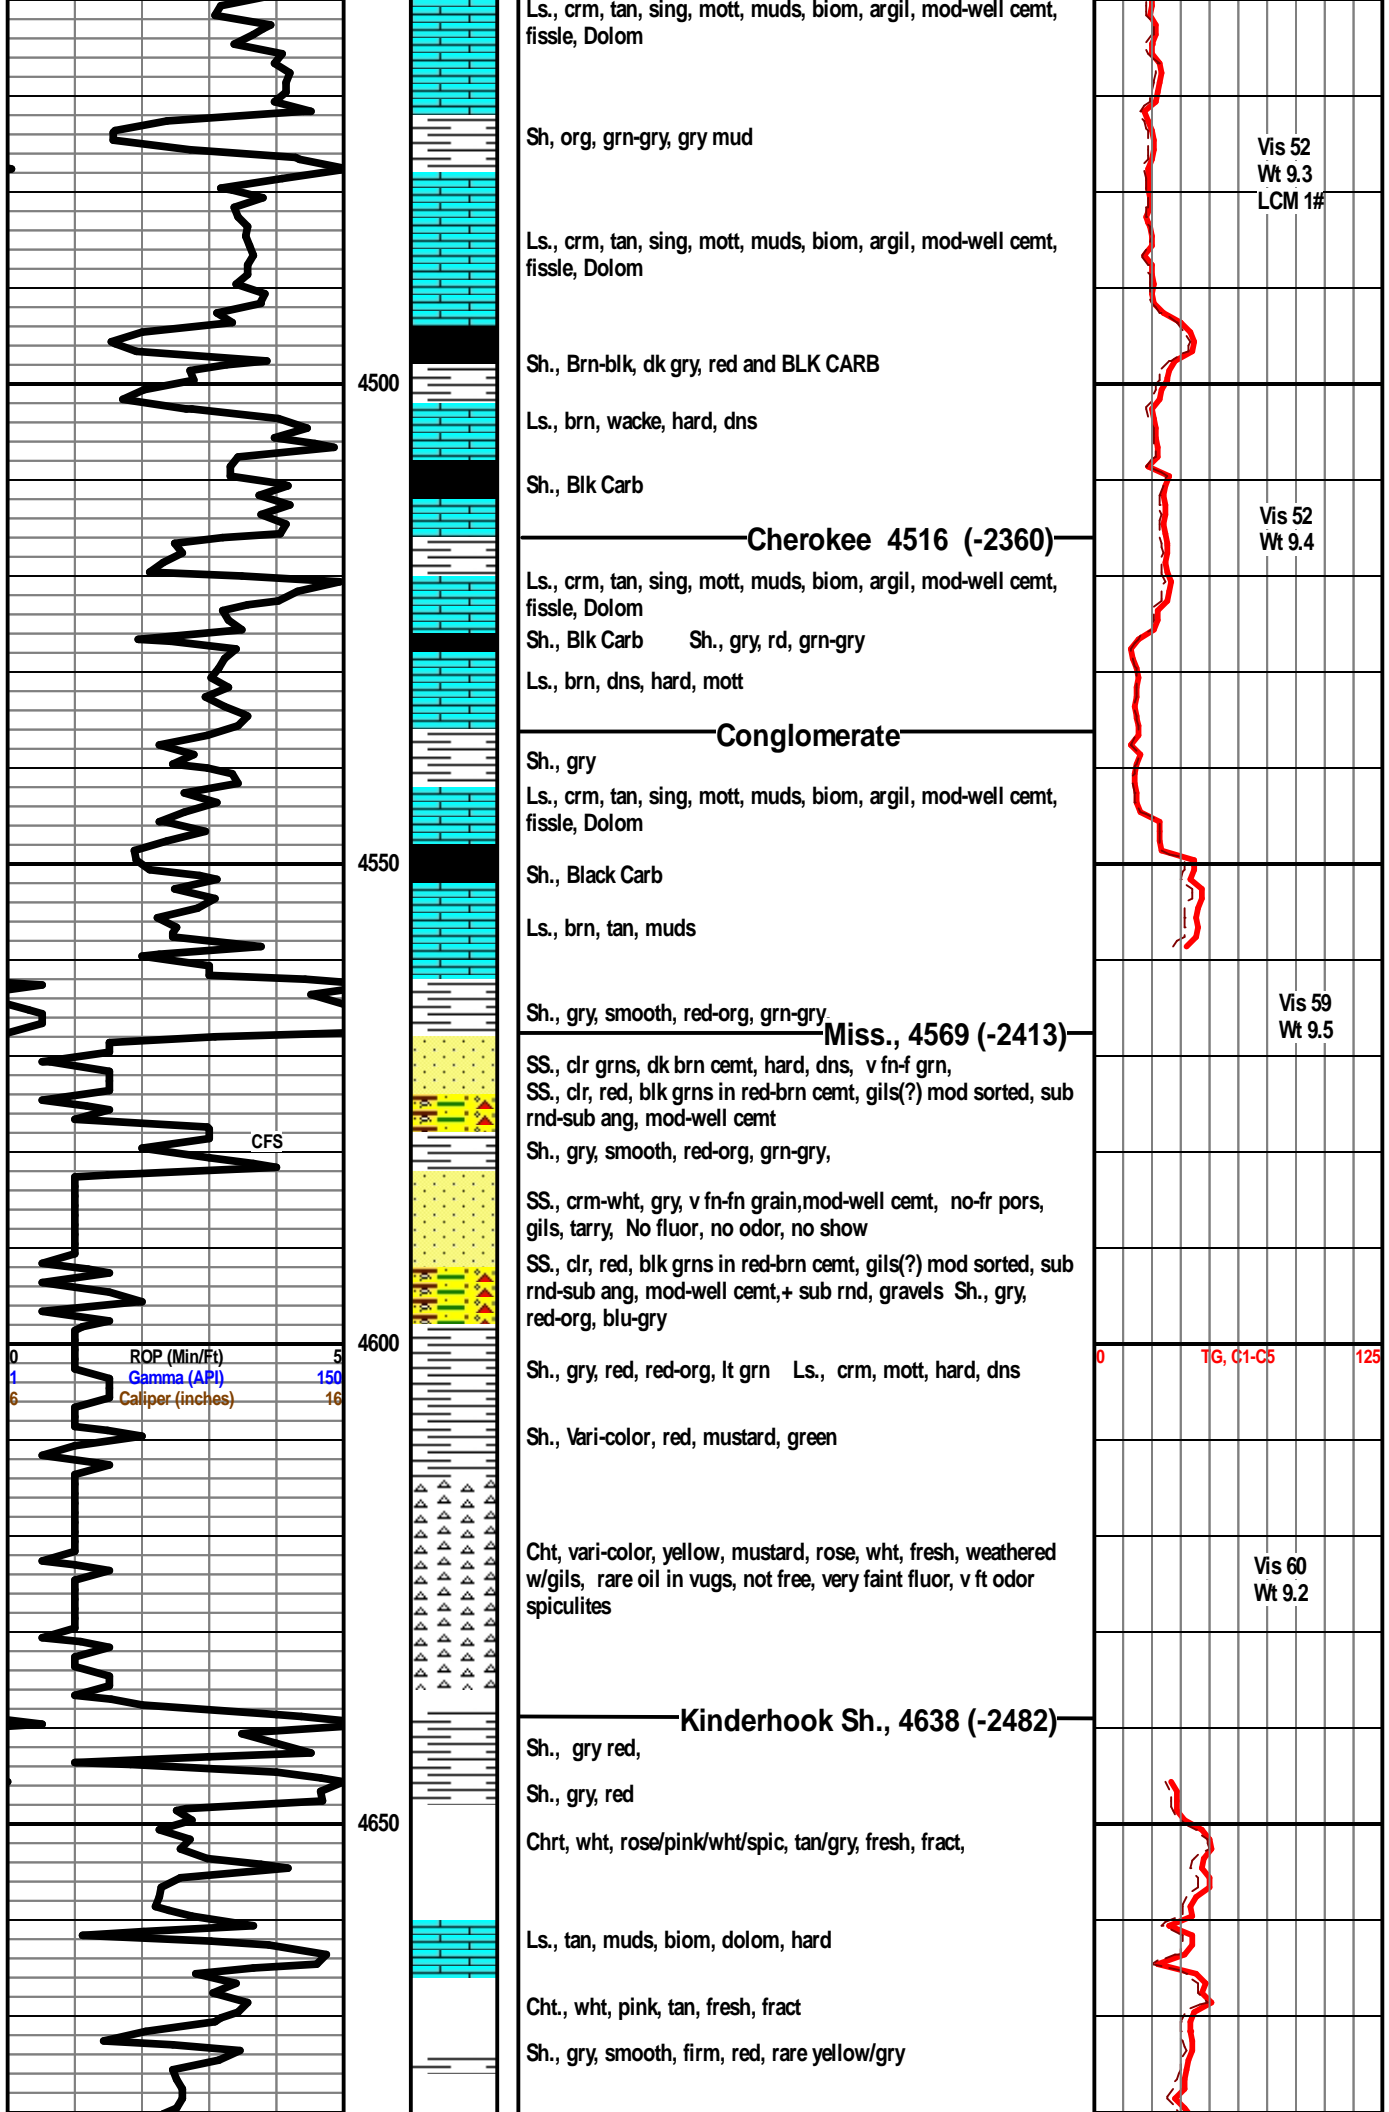 Ls., crm, tan, sing, mott, muds, biom, argil, mod-well cemt,
fissle, Dolom
Sh, org, grn-gry, gry mud
Vis 52
Wt 9.3
LCM 1#
Ls., crm, tan, sing, mott, muds, biom, argil, mod-well cemt,
fissle, Dolom
Sh., Brn-blk, dk gry, red and BLK CARB
4500
Ls., brn, wacke, hard, dns
Sh., Blk Carb
Vis 52
Wt 9.4
Cherokee 4516 (-2360)
Ls., crm, tan, sing, mott, muds, biom, argil, mod-well cemt,
fissle, Dolom
Sh., Blk Carb Sh., gry, rd, grn-gry
Ls., brn, dns, hard, mott
Conglomerate
Sh., gry
Ls., crm, tan, sing, mott, muds, biom, argil, mod-well cemt,
fissle, Dolom
4550
Sh., Black Carb
Ls., brn, tan, muds
Sh., gry, smooth, red-org, grn-gry,
Vis 59
Wt 9.5
Miss., 4569 (-2413)
SS., clr grns, dk brn cemt, hard, dns, v fn-f grn,
SS., clr, red, blk grns in red-brn cemt, gils(?) mod sorted, sub
rnd-sub ang, mod-well cemt
CFS
Sh., gry, smooth, red-org, grn-gry,
SS., crm-wht, gry, v fn-fn grain,mod-well cemt, no-fr pors,
gils, tarry, No fluor, no odor, no show
SS., clr, red, blk grns in red-brn cemt, gils(?) mod sorted, sub
rnd-sub ang, mod-well cemt,+ sub rnd, gravels Sh., gry,
red-org, blu-gry
4600
0 ROP (Min/Ft) 5
1 Gamma (API) 150
6 Caliper (inches) 16
0 TG, C1-C5 125
Sh., gry, red, red-org, lt grn Ls., crm, mott, hard, dns
Sh., Vari-color, red, mustard, green
Cht, vari-color, yellow, mustard, rose, wht, fresh, weathered
w/gils, rare oil in vugs, not free, very faint fluor, v ft odor
spiculites
Vis 60
Wt 9.2
Kinderhook Sh., 4638 (-2482)
Sh., gry red,
Sh., gry, red
4650
Chrt, wht, rose/pink/wht/spic, tan/gry, fresh, fract,
Ls., tan, muds, biom, dolom, hard
Cht., wht, pink, tan, fresh, fract
Sh., gry, smooth, firm, red, rare yellow/gry